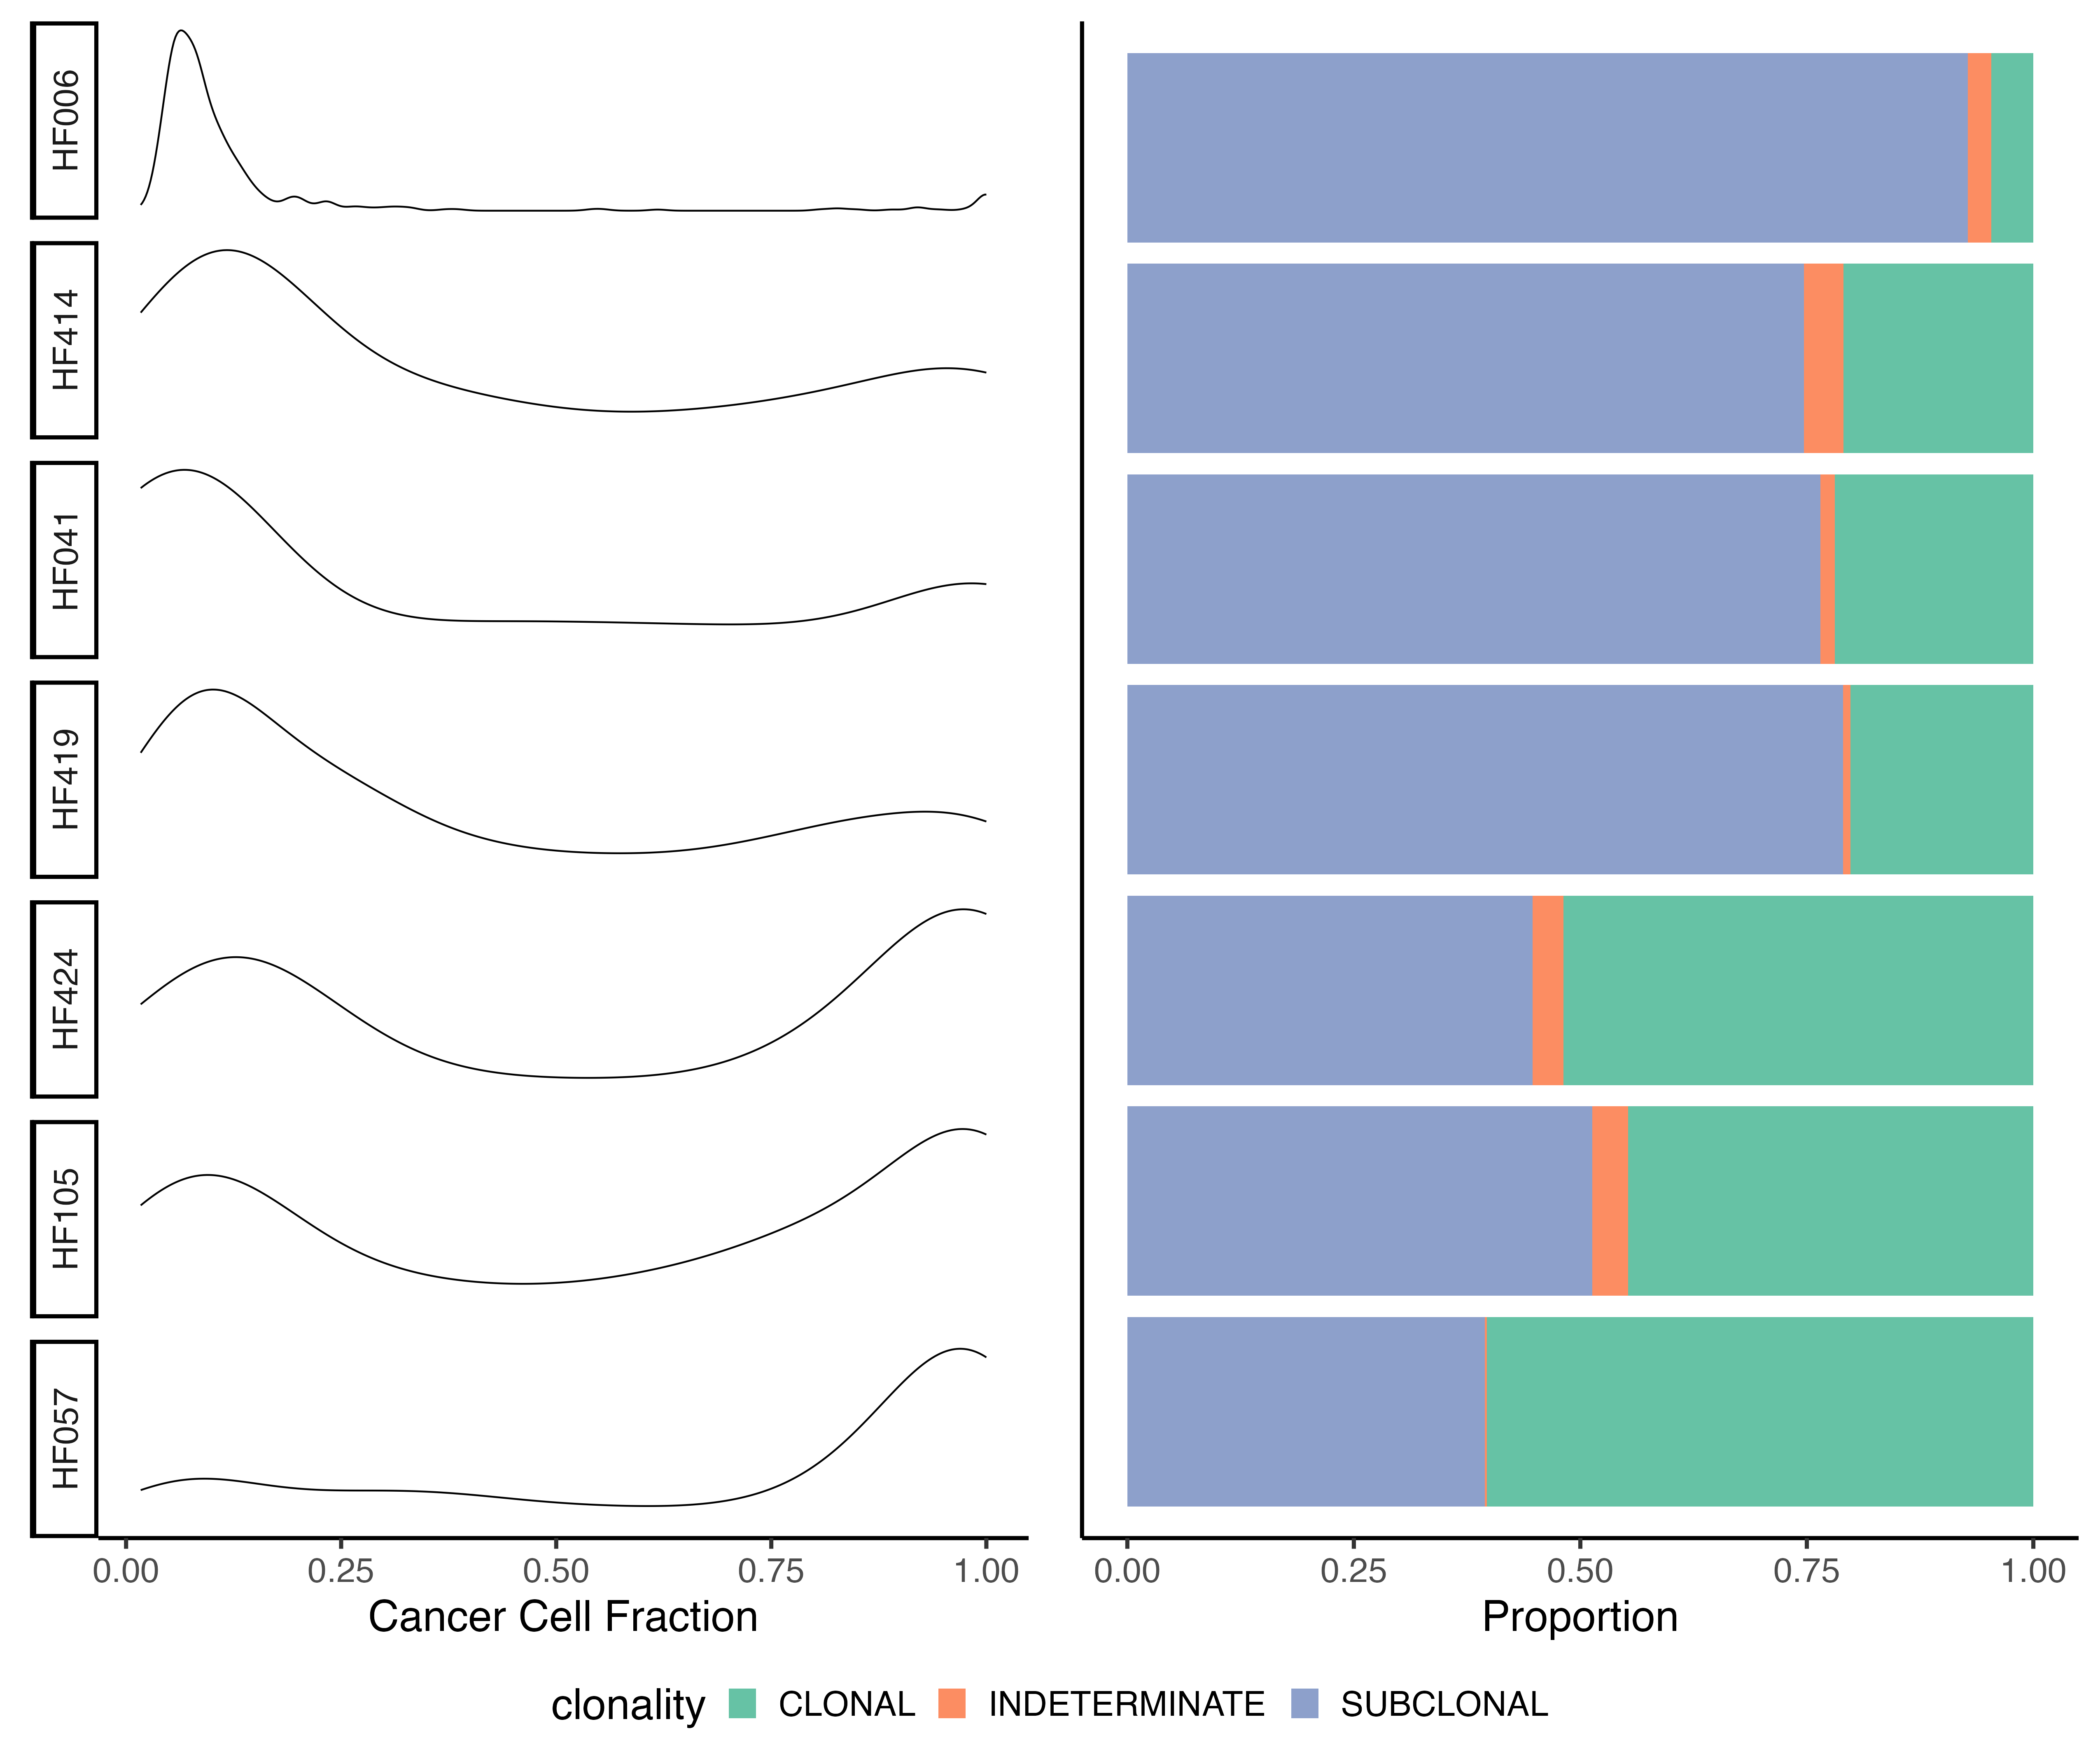 HF006
HF414
HF041
HF419
HF424
HF105
HF057
0.00 0.25 0.50 0.75 1.00
Cancer Cell Fraction
0.00 0.25 0.50 0.75 1.00
Proportion
clonality CLONAL INDETERMINATE SUBCLONAL